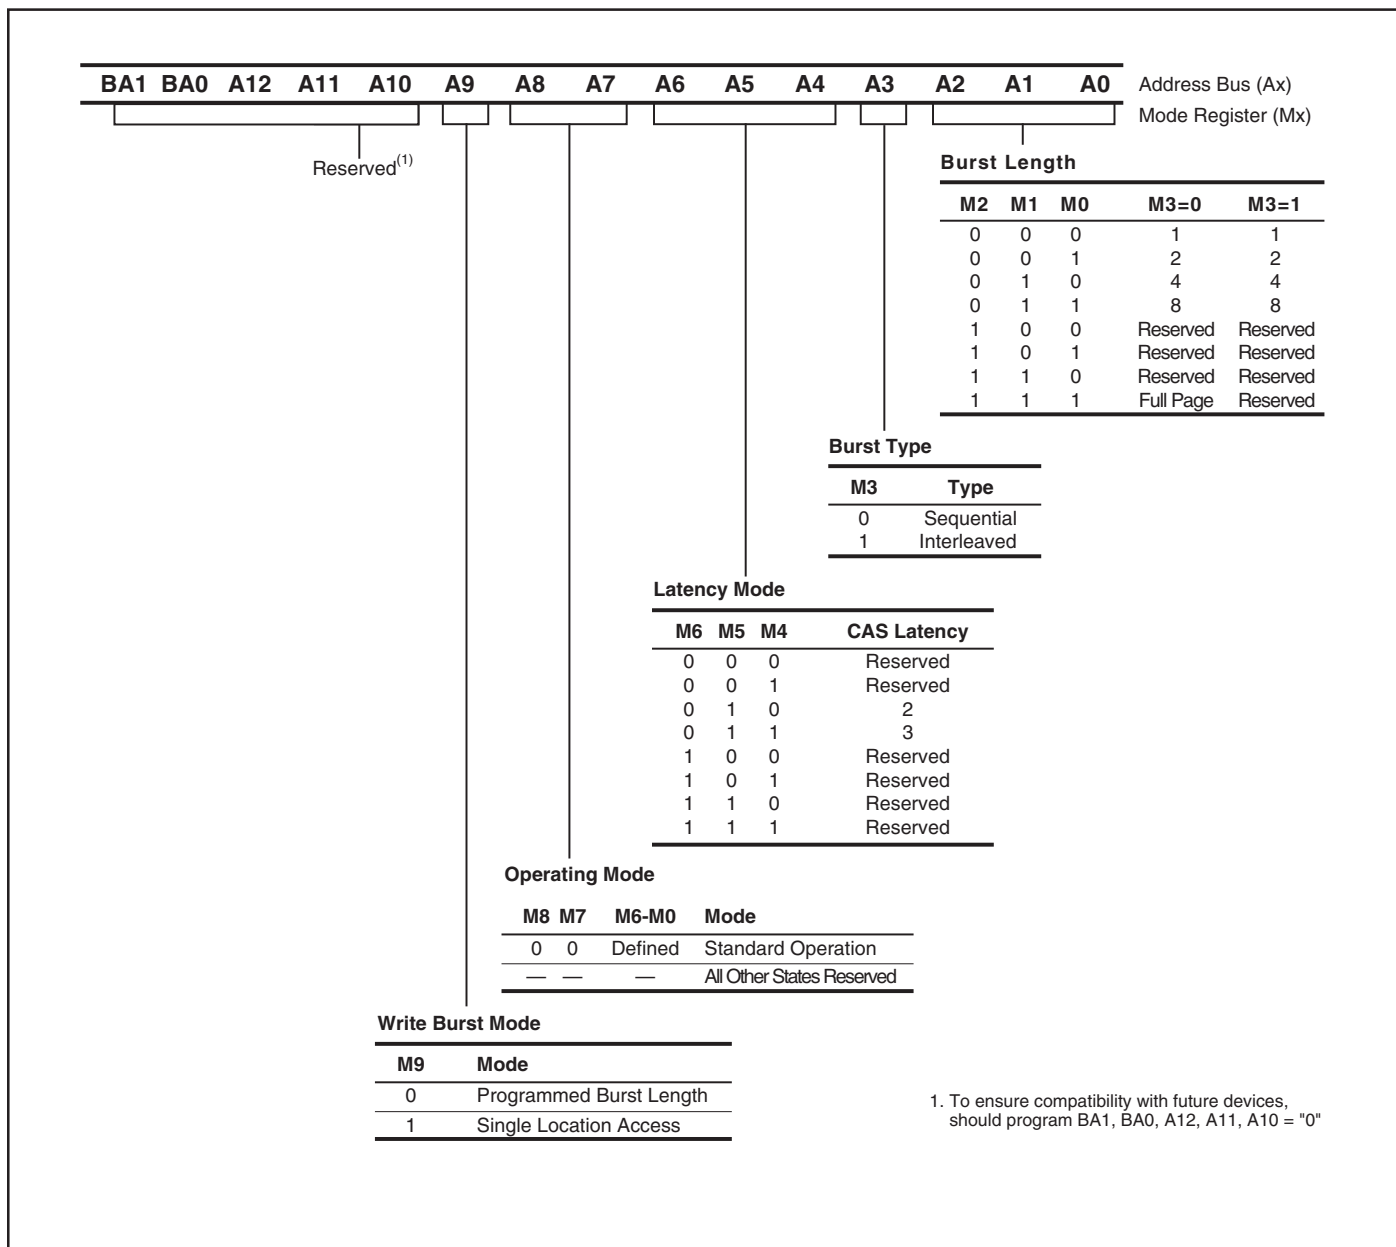 BA1 BA0 A12 A11 A10 A9 A8 A7 A6 A5 A4 A3 A2 A1 A0 Address Bus (Ax)
Mode Register (Mx)
Reserved(1)
Burst Length
M2 M1 M0 M3=0 M3=1
0 0 0 1 1
0 0 1 2 2
0 1 0 4 4
0 1 1 8 8
1 0 0 Reserved Reserved
1 0 1 Reserved Reserved
1 1 0 Reserved Reserved
1 1 1 Full Page Reserved
Burst Type
M3 Type
0 Sequential
1 Interleaved
Latency Mode
M6 M5 M4 CAS Latency
0 0 0 Reserved
0 0 1 Reserved
0 1 0 2
0 1 1 3
1 0 0 Reserved
1 0 1 Reserved
1 1 0 Reserved
1 1 1 Reserved
Operating Mode
M8 M7 M6-M0 Mode
0 0 Defined Standard Operation
— — — All Other States Reserved
Write Burst Mode
M9 Mode
0 Programmed Burst Length
1 Single Location Access
1. To ensure compatibility with future devices,
should program BA1, BA0, A12, A11, A10 = "0"